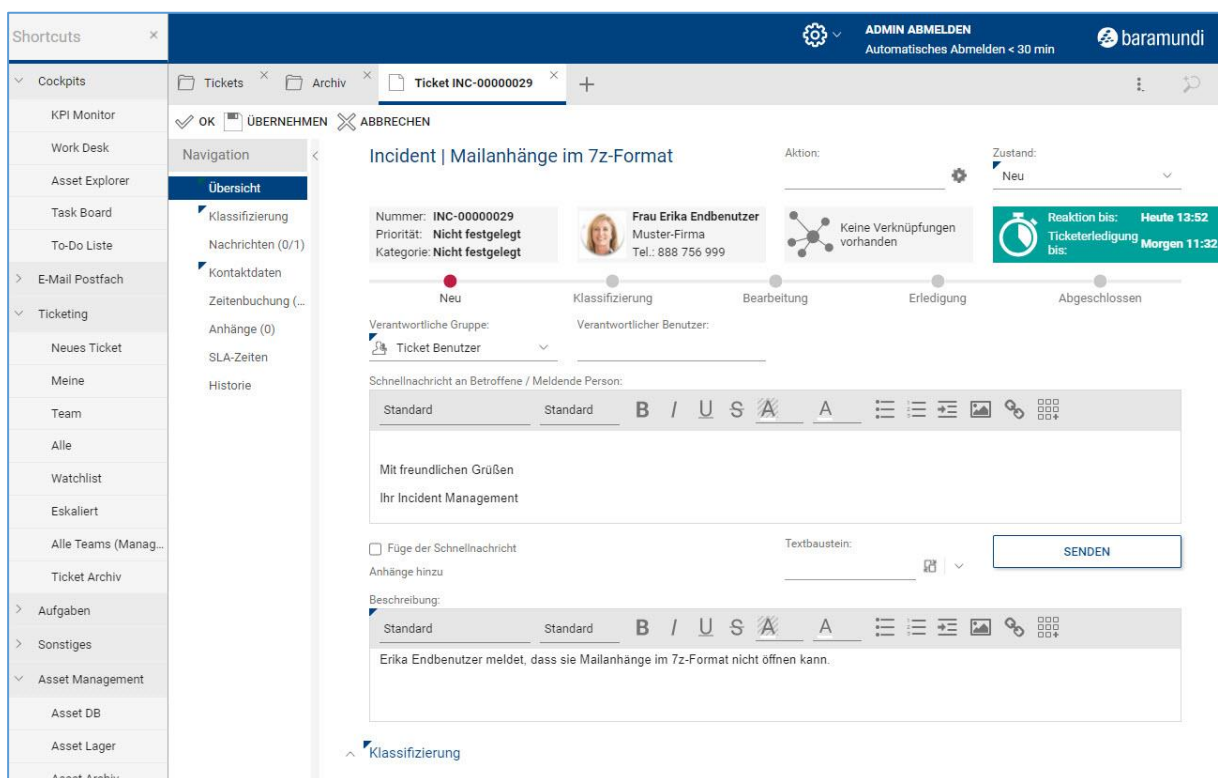 Shortcuts ×
ADMIN ABMELDEN
Automatisches Abmelden < 30 min
baramundi
Cockpits
KPI Monitor
Work Desk
Asset Explorer
Task Board
To-Do Liste
E-Mail Postfach
Ticketing
Neues Ticket
Meine
Team
Alle
Watchlist
Eskaliert
Alle Teams (Manag...
Ticket Archiv
Aufgaben
Sonstiges
Asset Management
Asset DB
Asset Lager
Asset Archiv
Tickets × Archiv × Ticket INC-00000029 × +
OK ÜBERNEHMEN ABBRECHEN
Navigation <
Übersicht
Klassifizierung
Nachrichten (0/1)
Kontaktdaten
Zeitenbuchung (...
Anhänge (0)
SLA-Zeiten
Historie
Incident | Mailanhänge im 7z-Format
Aktion:
Zustand:
Neu
Nummer: INC-00000029
Priorität: Nicht festgelegt
Kategorie: Nicht festgelegt
Frau Erika Endbenutzer
Muster-Firma
Tel.: 888 756 999
Keine Verknüpfungen
vorhanden
Reaktion bis: Heute 13:52
Ticketerledigung bis: Morgen 11:32
Neu Klassifizierung Bearbeitung Erledigung Abgeschlossen
Verantwortliche Gruppe: Verantwortlicher Benutzer:
Ticket Benutzer
Schnellnachricht an Betroffene / Meldende Person:
Standard Standard B I U S A A
Mit freundlichen Grüßen
Ihr Incident Management
Füge der Schnellnachricht
Anhänge hinzu
Textbaustein:
SENDEN
Beschreibung:
Standard Standard B I U S A A
Erika Endbenutzer meldet, dass sie Mailanhänge im 7z-Format nicht öffnen kann.
Klassifizierung